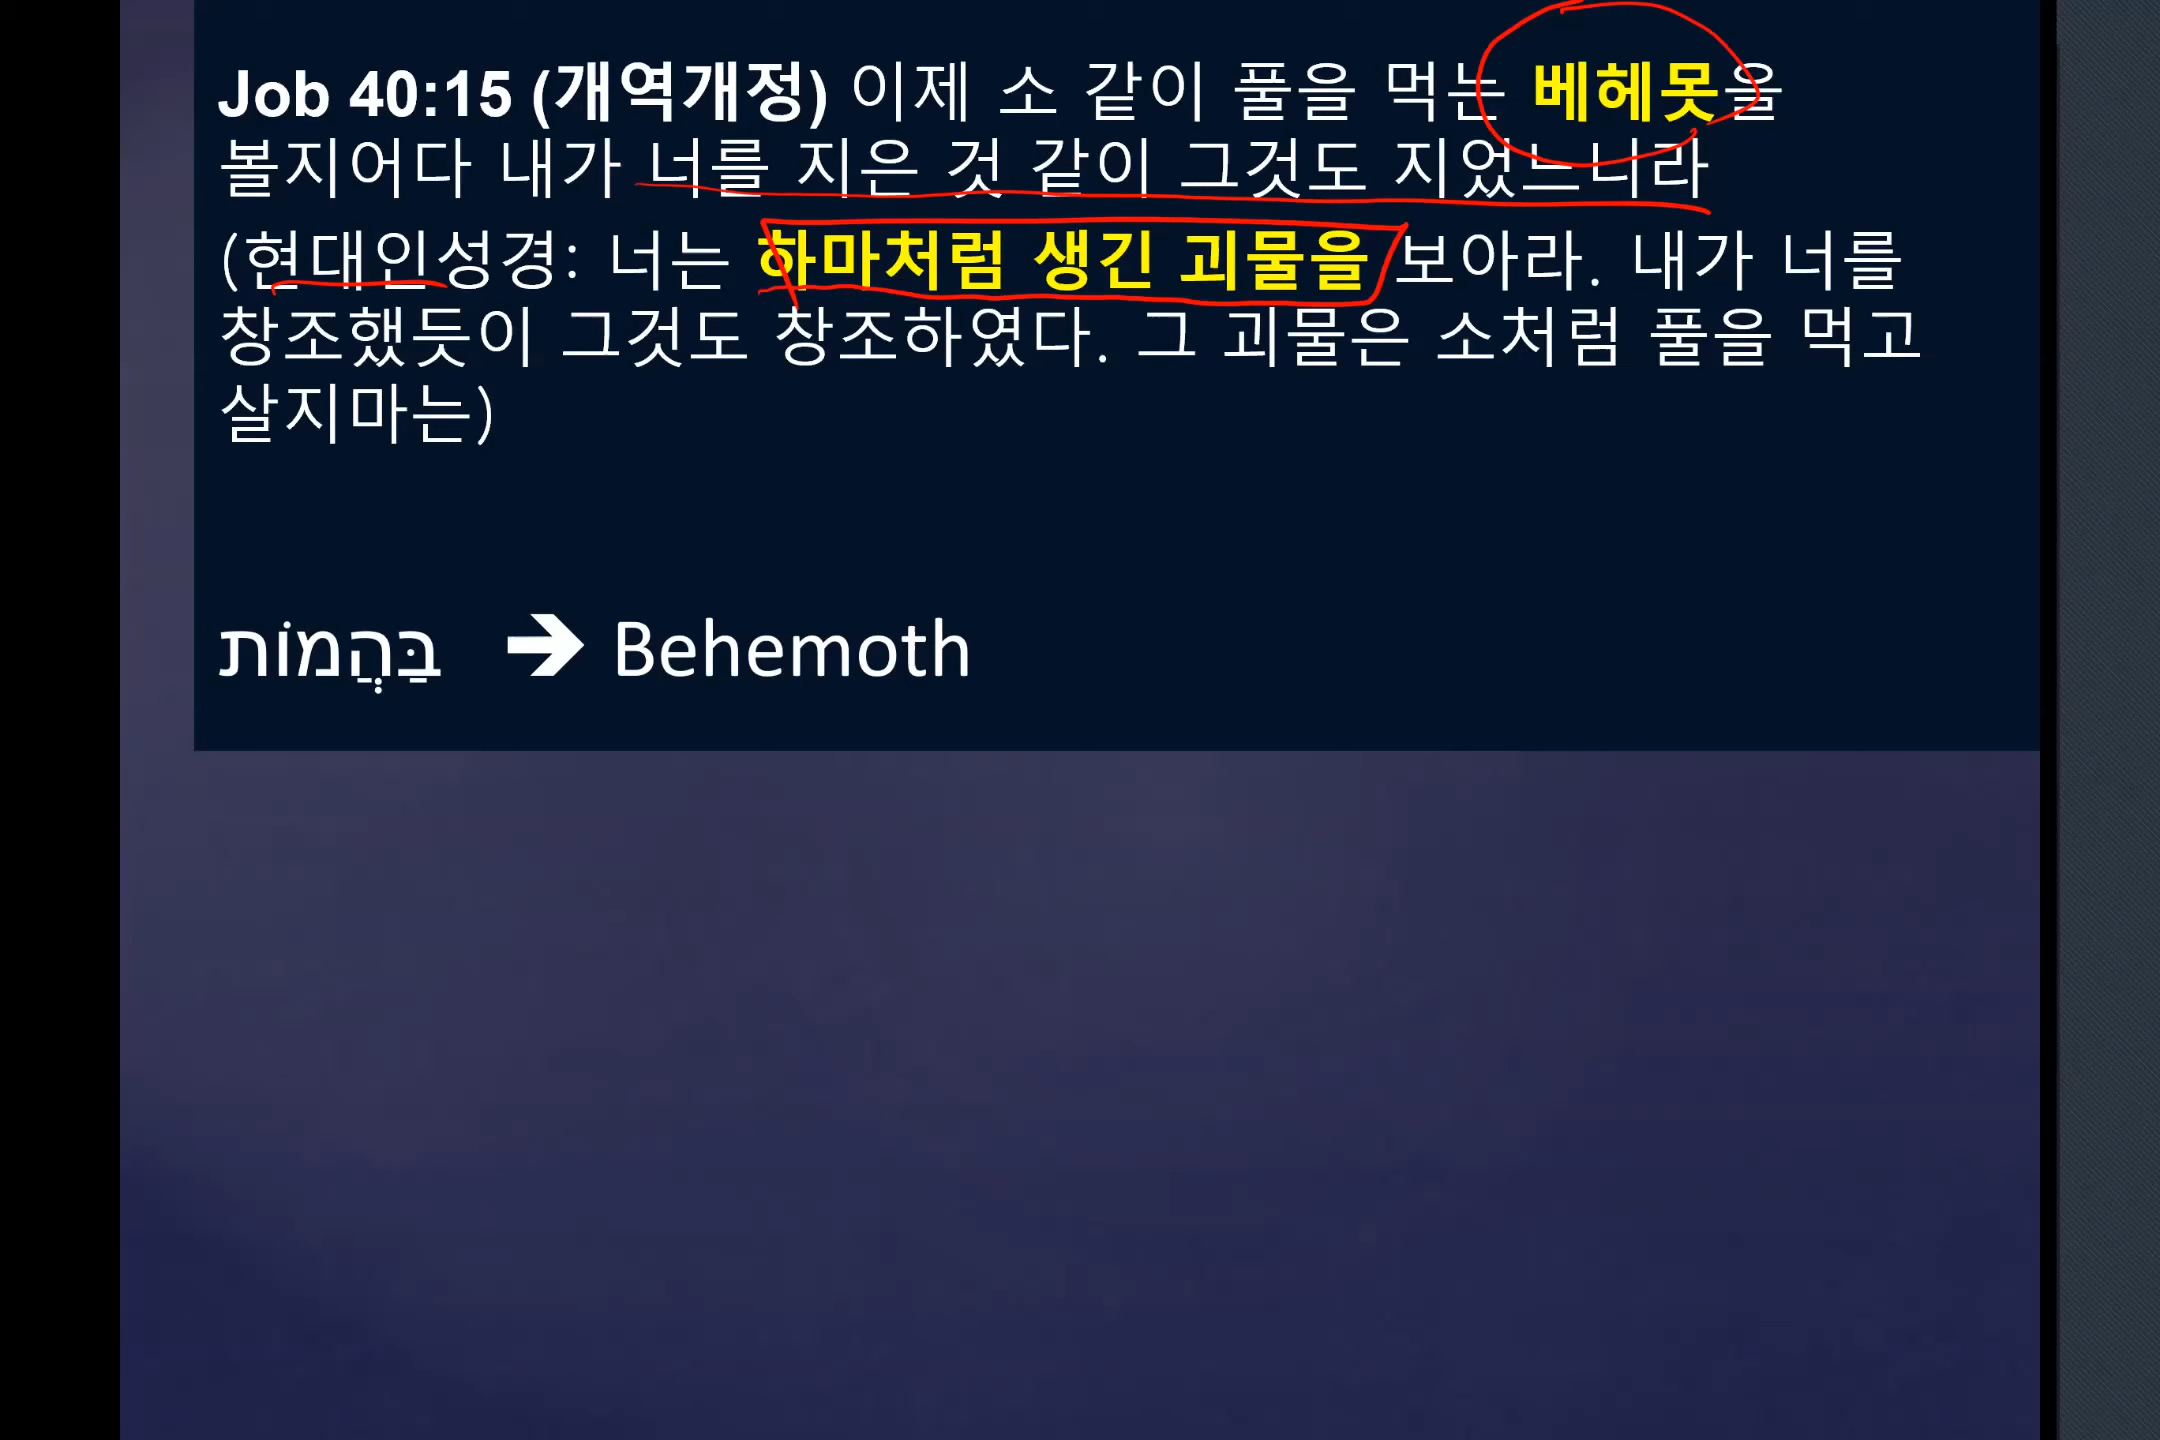 Job 40:15 (개역개정) 이제 소 같이 풀을 먹는 베헤못을
볼지어다 내가 너를 지은 것 같이 그것도 지었느니라
(현대인성경: 너는 하마처럼 생긴 괴물을 보아라. 내가 너를
창조했듯이 그것도 창조하였다. 그 괴물은 소처럼 풀을 먹고
살지마는)
בַּהֲמוֹת ➔ Behemoth